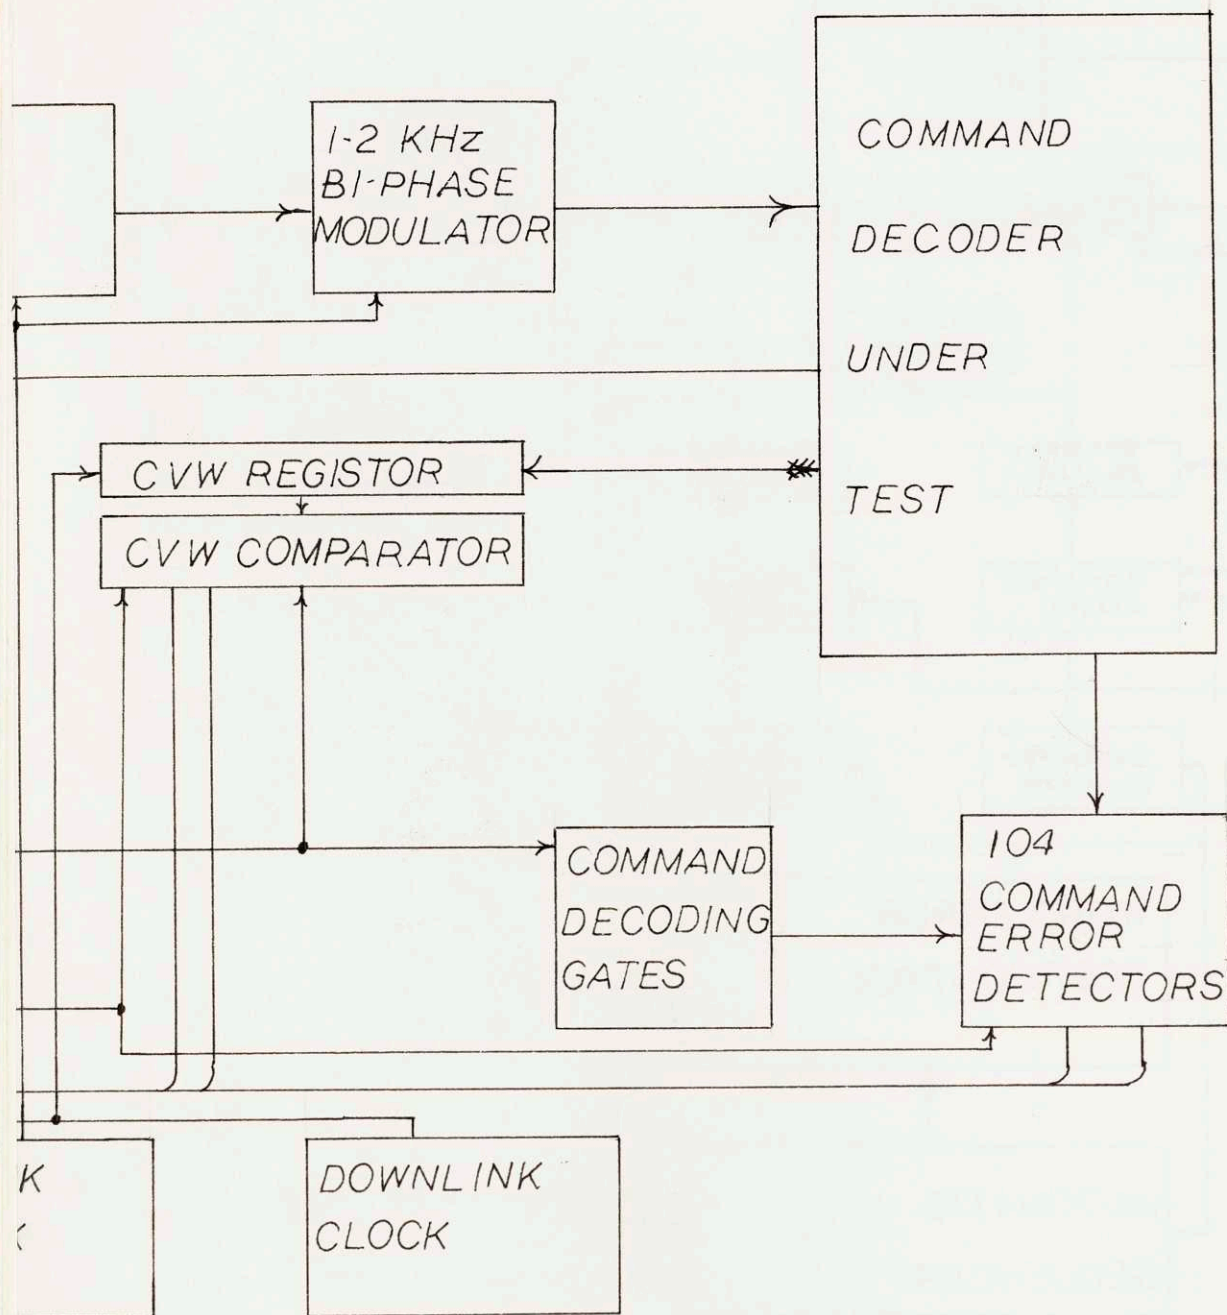 1-2 KHz
BI-PHASE
MODULATOR
COMMAND
DECODER
UNDER
TEST
CVW REGISTOR
CVW COMPARATOR
COMMAND
DECODING
GATES
104
COMMAND
ERROR
DETECTORS
K
K
DOWNLINK
CLOCK